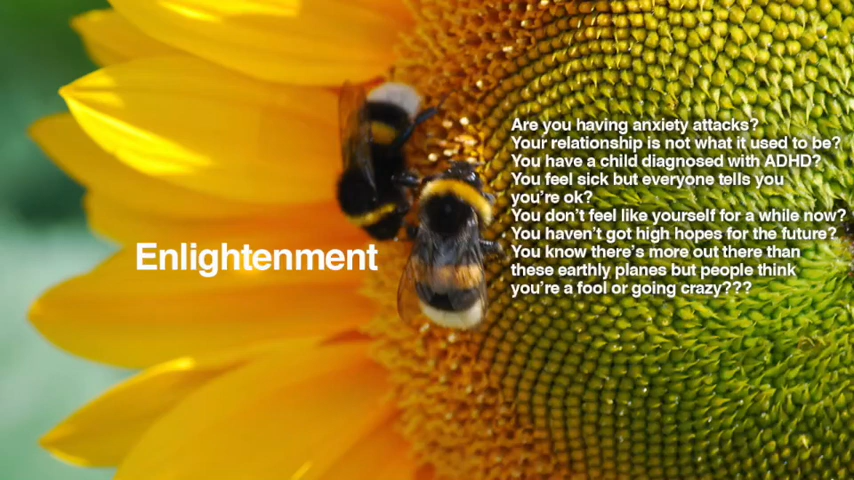 Enlightenment
Are you having anxiety attacks?
Your relationship is not what it used to be?
You have a child diagnosed with ADHD?
You feel sick but everyone tells you
you're ok?
You don't feel like yourself for a while now?
You haven't got high hopes for the future?
You know there's more out there than
these earthly planes but people think
you're a fool or going crazy???